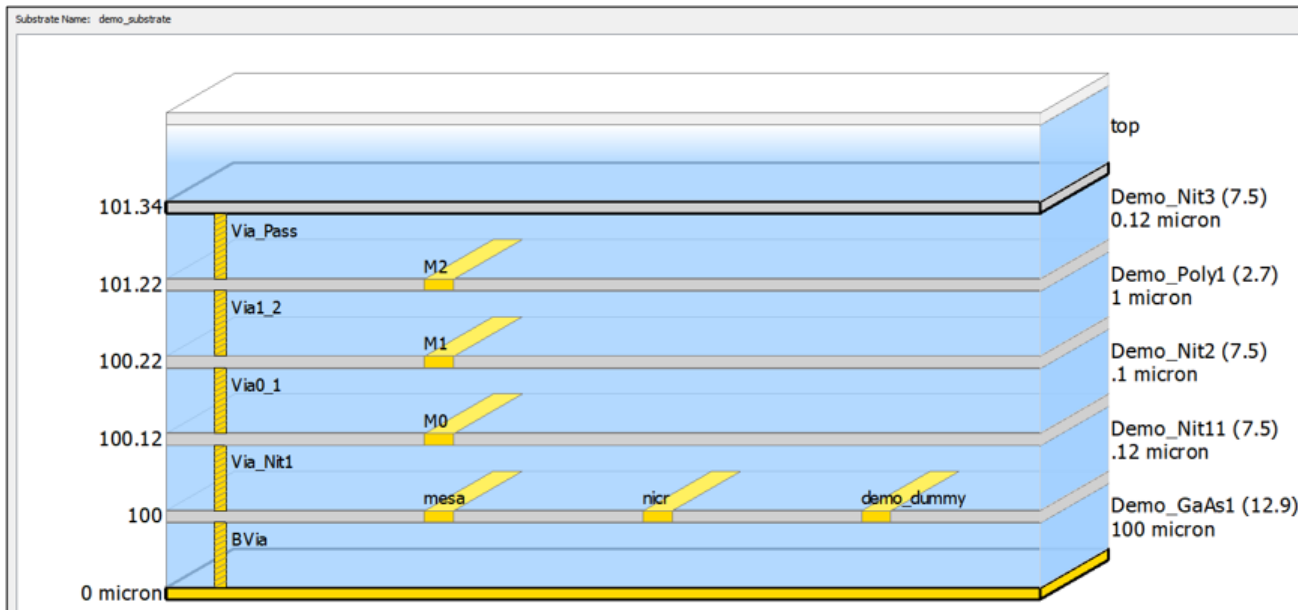 Substrate Name: demo_substrate
top
Demo_Nit3 (7.5)
101.34
0.12 micron
Via_Pass
M2
Demo_Poly1 (2.7)
101.22
1 micron
Via1_2
M1
Demo_Nit2 (7.5)
100.22
.1 micron
Via0_1
M0
Demo_Nit11 (7.5)
100.12
.12 micron
Via_Nit1
mesa
nicr
demo_dummy
Demo_GaAs1 (12.9)
100
100 micron
BVia
0 micron